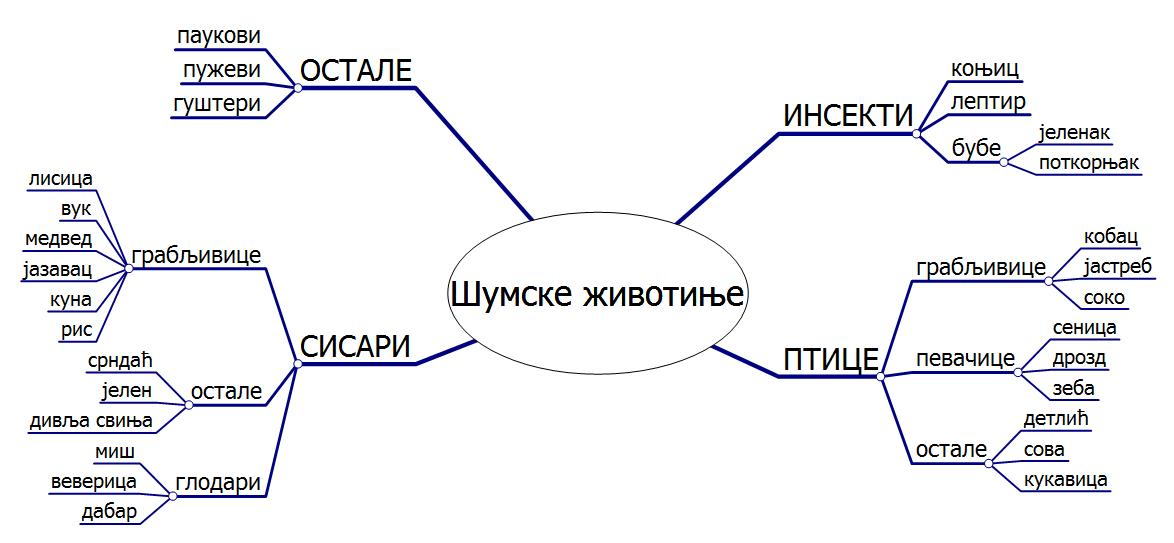 Шумске животиње
ОСТАЛЕ
паукови
пужеви
гуштери
СИСАРИ
грабљивице
лисица
вук
медвед
јазавац
куна
рис
остале
срндаћ
јелен
дивља свиња
глодари
миш
веверица
дабар
ИНСЕКТИ
коњиц
лептир
бубе
јеленак
поткорњак
ПТИЦЕ
грабљивице
кобац
јастреб
соко
певачице
сеница
дрозд
зеба
остале
детлић
сова
кукавица